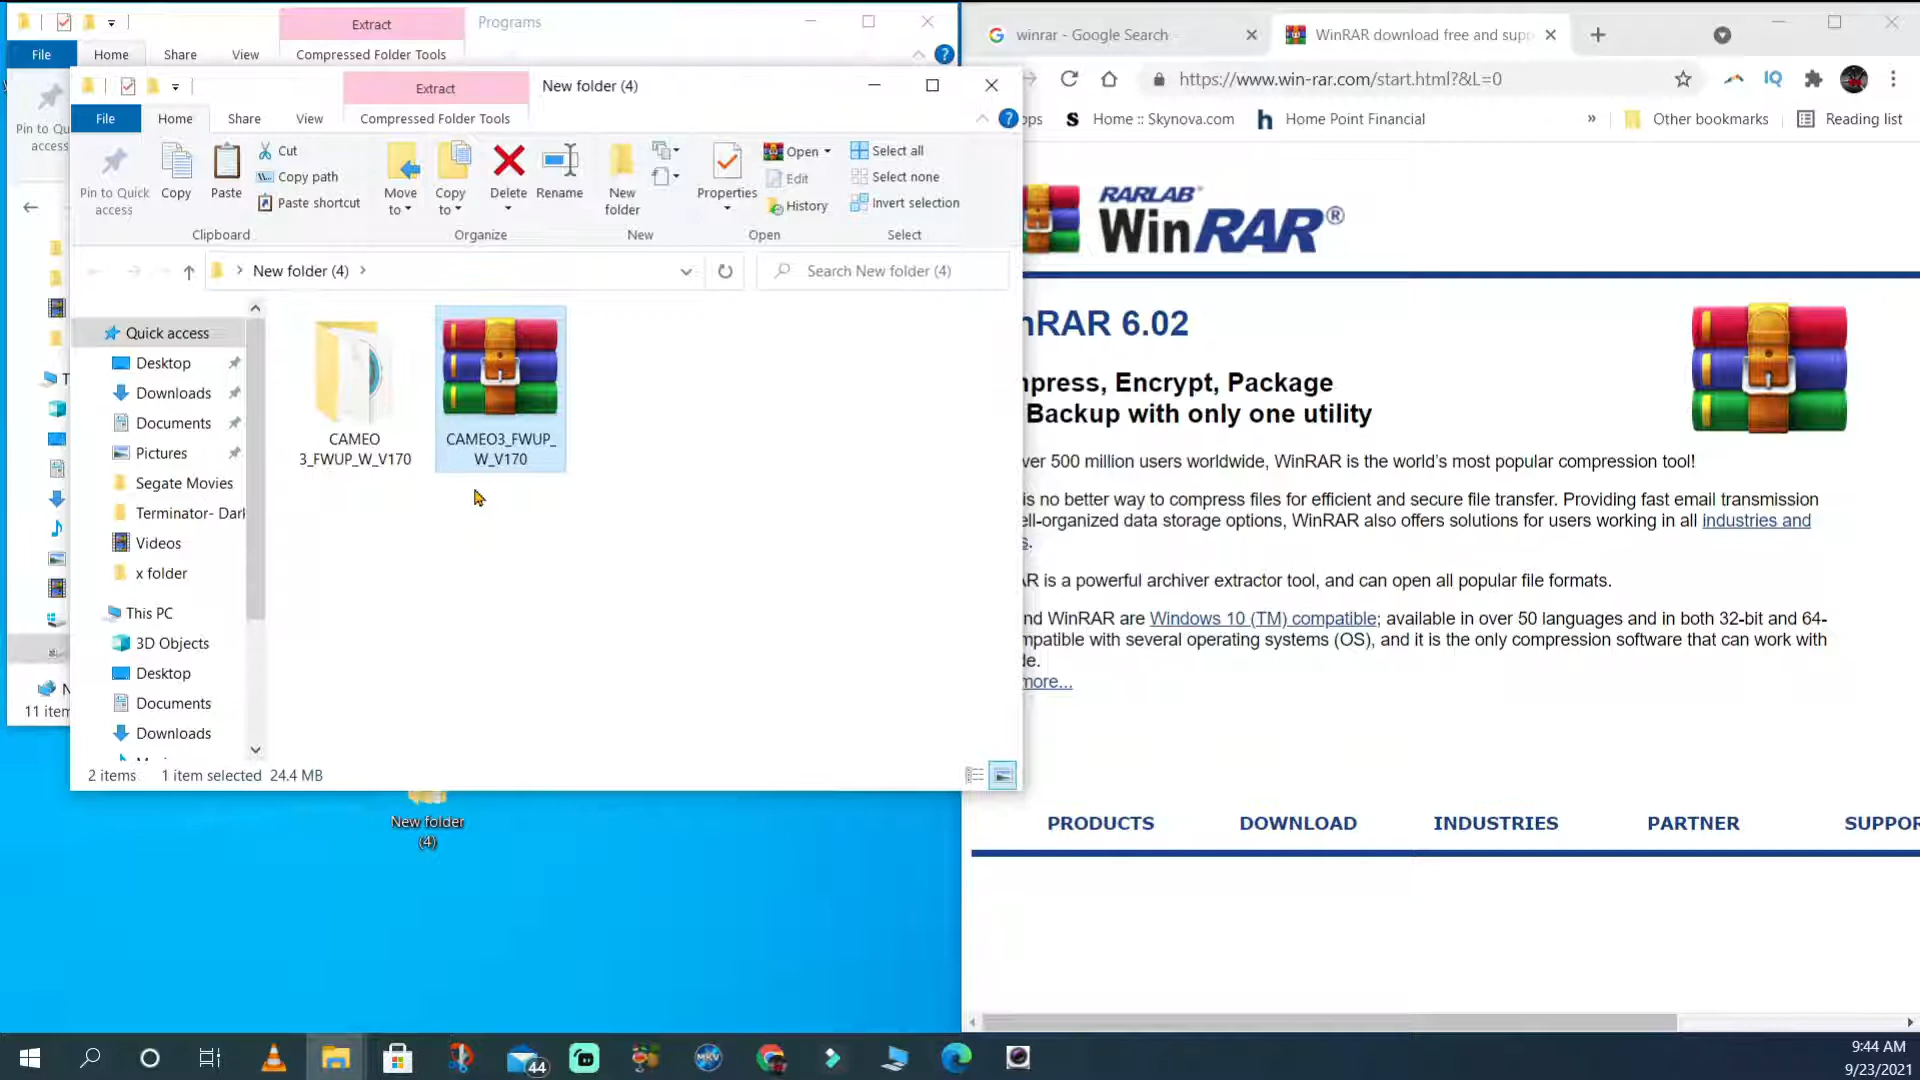 Extract
Programs
File
Home
Share
View
Compressed Folder Tools
Extract
New folder (4)
File
Home
Share
View
Compressed Folder Tools
Pin to Quick
access
Copy
Paste
Cut
Copy path
Paste shortcut
Clipboard
Move
to
Copy
to
Delete
Rename
Organize
New
folder
New
Properties
Open
Edit
History
Open
Select all
Select none
Invert selection
Select
New folder (4)
Search New folder (4)
Quick access
Desktop
Downloads
Documents
Pictures
Segate Movies
Terminator- Dark
Videos
x folder
This PC
3D Objects
Desktop
Documents
Downloads
CAMEO
3_FWUP_W_V170
CAMEO3_FWUP_
W_V170
2 items
1 item selected 24.4 MB
Pin to Qu
access
11 item
New folder
(4)
winrar - Google Search
WinRAR download free and supp
https://www.win-rar.com/start.html?&L=0
ops
Home :: Skynova.com
Home Point Financial
»
Other bookmarks
Reading list
RARLAB
WinRAR®
nRAR 6.02
mpress, Encrypt, Package
Backup with only one utility
ver 500 million users worldwide, WinRAR is the world's most popular compression tool!
is no better way to compress files for efficient and secure file transfer. Providing fast email transmission
ell-organized data storage options, WinRAR also offers solutions for users working in all industries and
s.
AR is a powerful archiver extractor tool, and can open all popular file formats.
nd WinRAR are Windows 10 (TM) compatible; available in over 50 languages and in both 32-bit and 64-
mpatible with several operating systems (OS), and it is the only compression software that can work with
de.
more...
PRODUCTS
DOWNLOAD
INDUSTRIES
PARTNER
SUPPOR
44
MKV
9:44 AM
9/23/2021